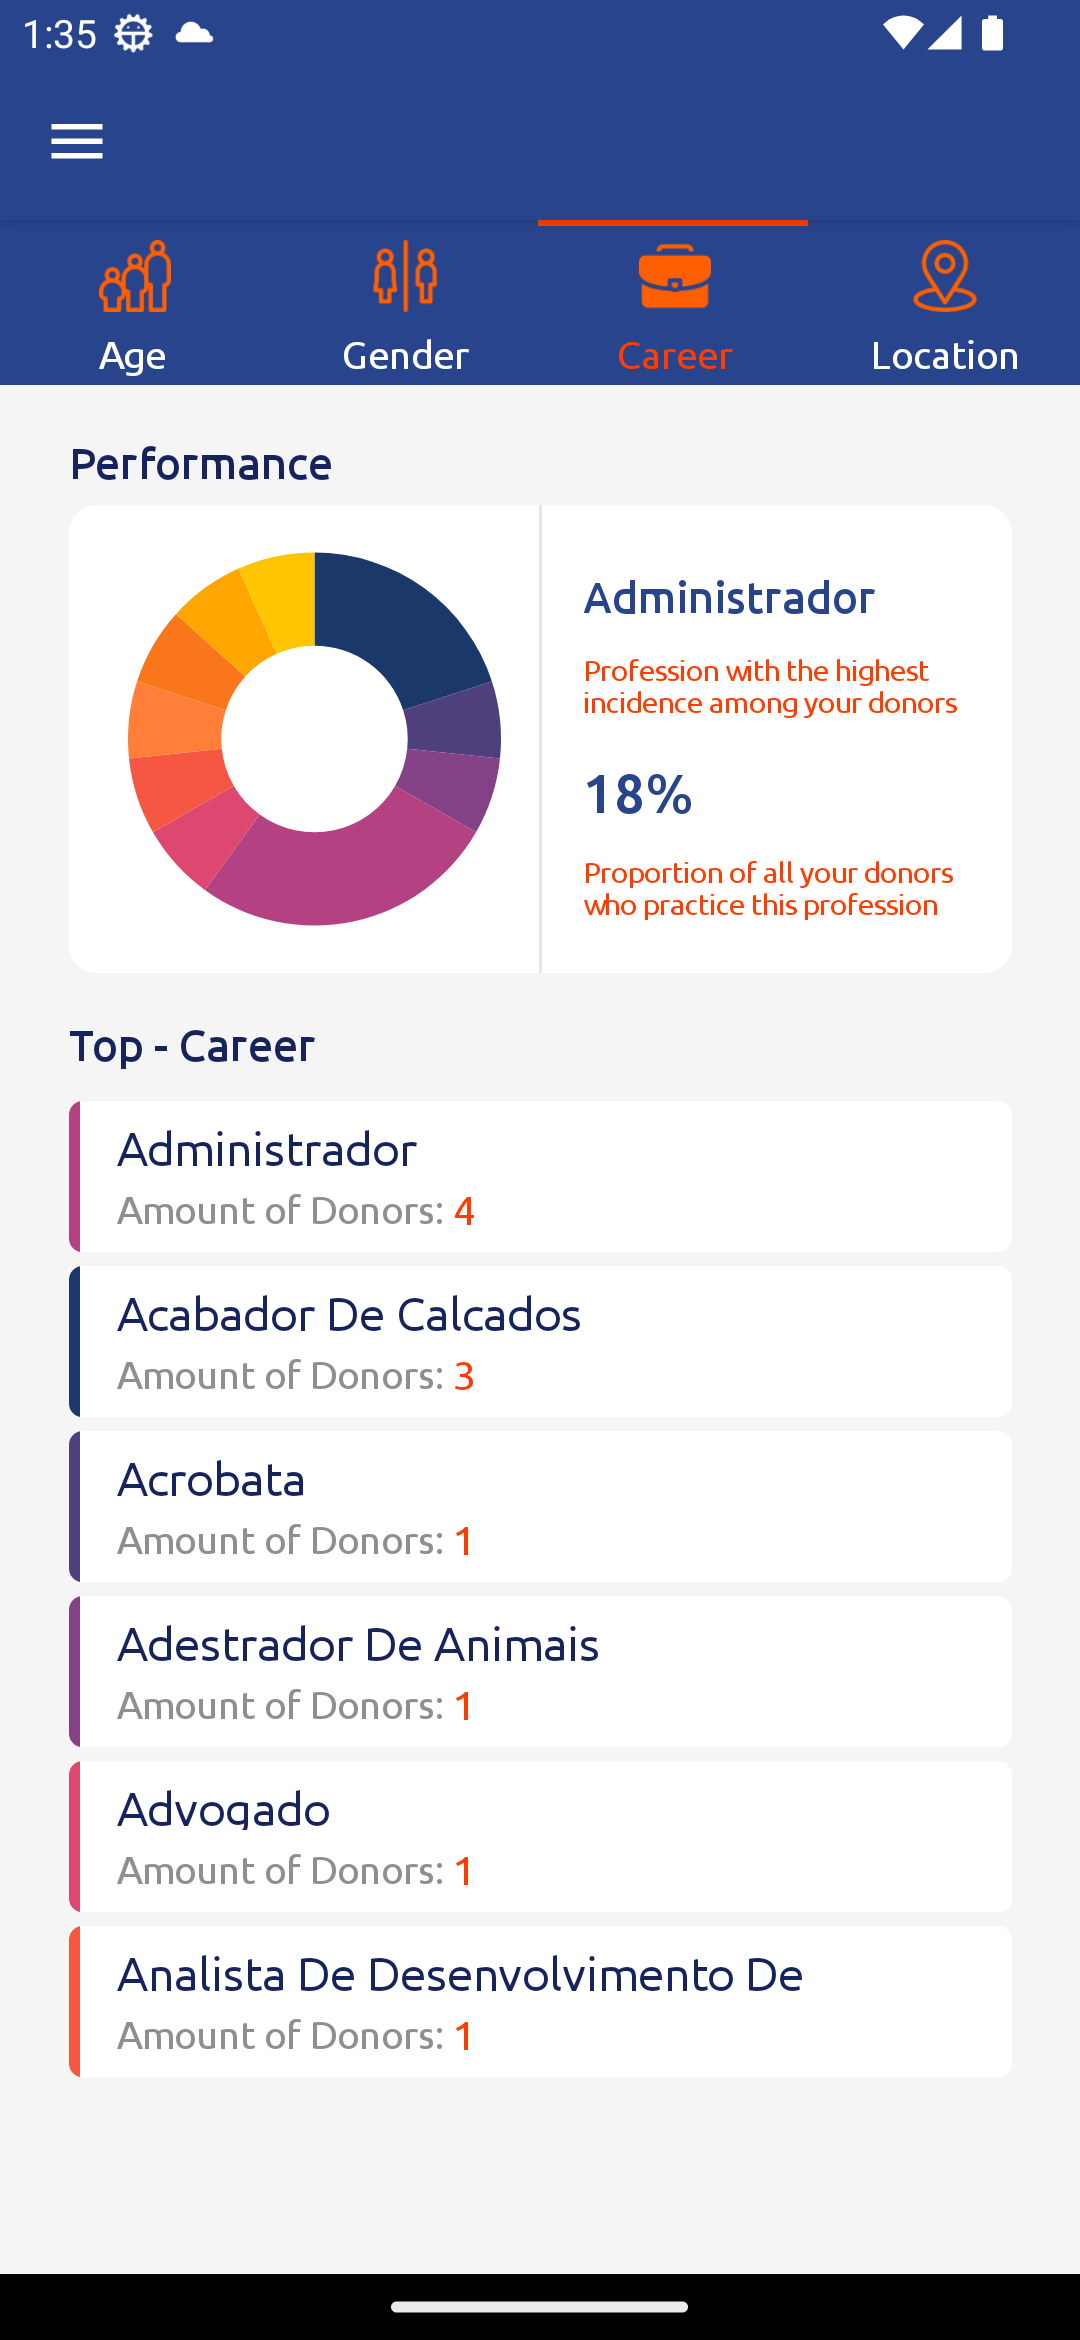 1:35
Age
Gender
Career
Location
Performance
Administrador
Profession with the highest
incidence among your donors
18%
Proportion of all your donors
who practice this profession
Top - Career
Administrador
Amount of Donors: 4
Acabador De Calcados
Amount of Donors: 3
Acrobata
Amount of Donors: 1
Adestrador De Animais
Amount of Donors: 1
Advogado
Amount of Donors: 1
Analista De Desenvolvimento De
Amount of Donors: 1